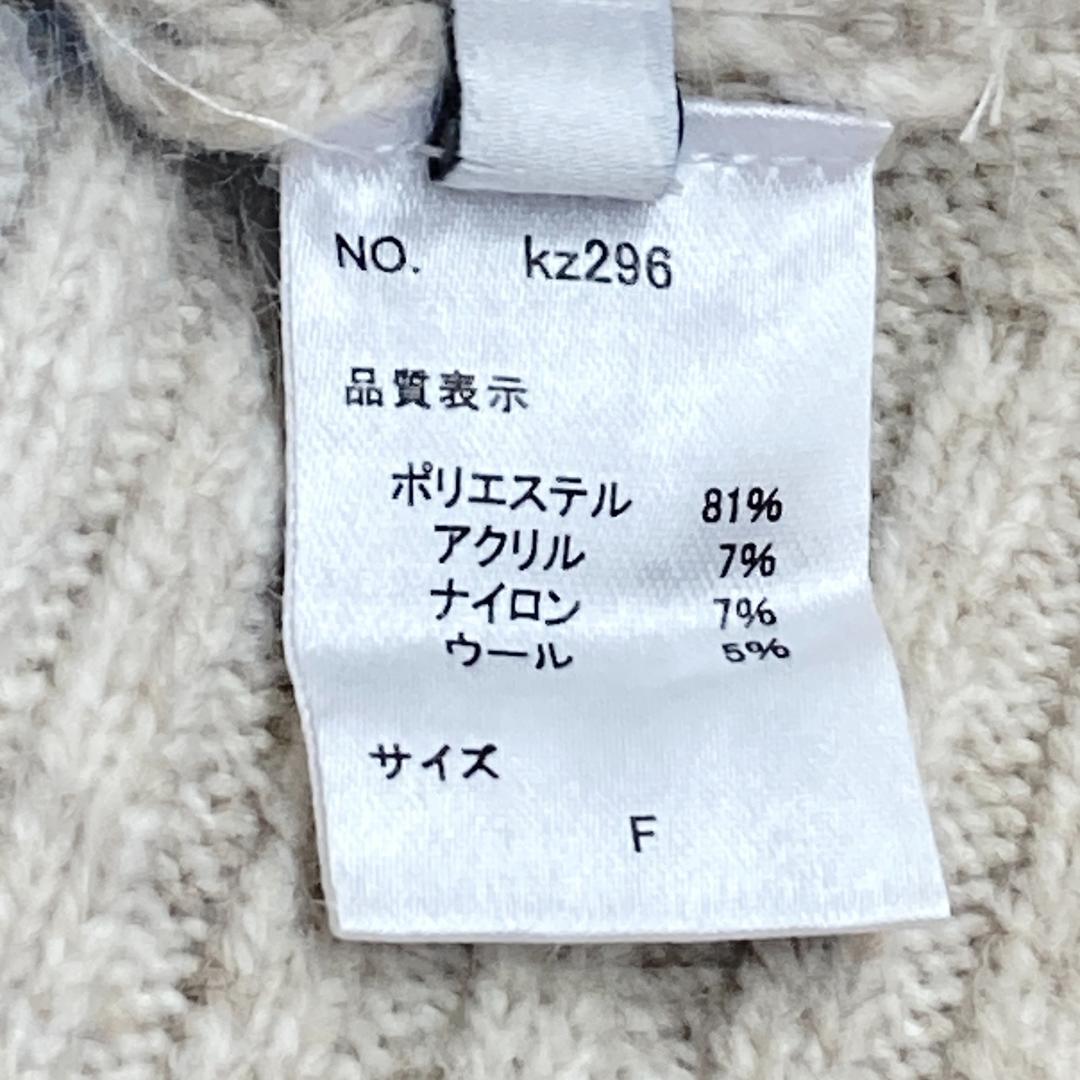 NO. kz296
品質表示
ポリエステル 81%
アクリル 7%
ナイロン 7%
ウール 5%
サイズ
F